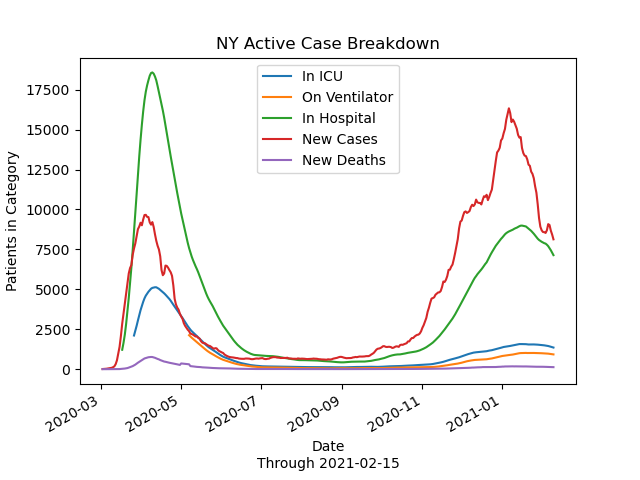 NY Active Case Breakdown
In ICU
On Ventilator
In Hospital
New Cases
New Deaths
Patients in Category
17500
15000
12500
10000
7500
5000
2500
0
2020-03
2020-05
2020-07
2020-09
2020-11
2021-01
Date
Through 2021-02-15